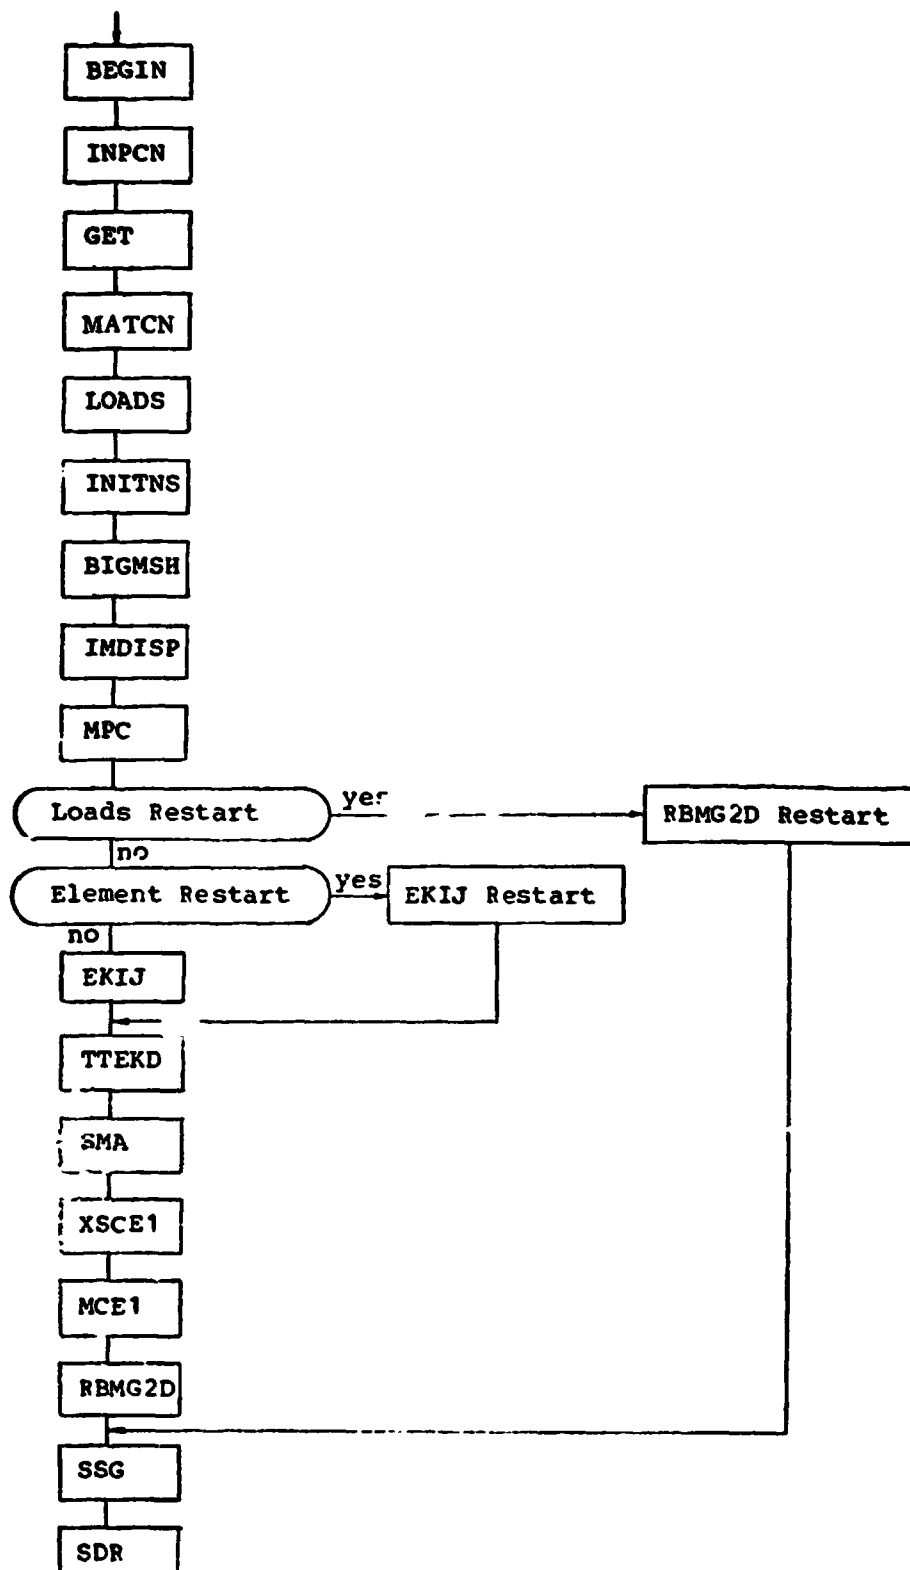 BEGIN
INPCN
GET
MATCN
LOADS
INITNS
BIGMSH
IMDISP
MPC
Loads Restart
yes
RBMG2D Restart
no
Element Restart
yes
EKIJ Restart
no
EKIJ
TTEKD
SMA
XSCE1
MCE1
RBMG2D
SSG
SDR